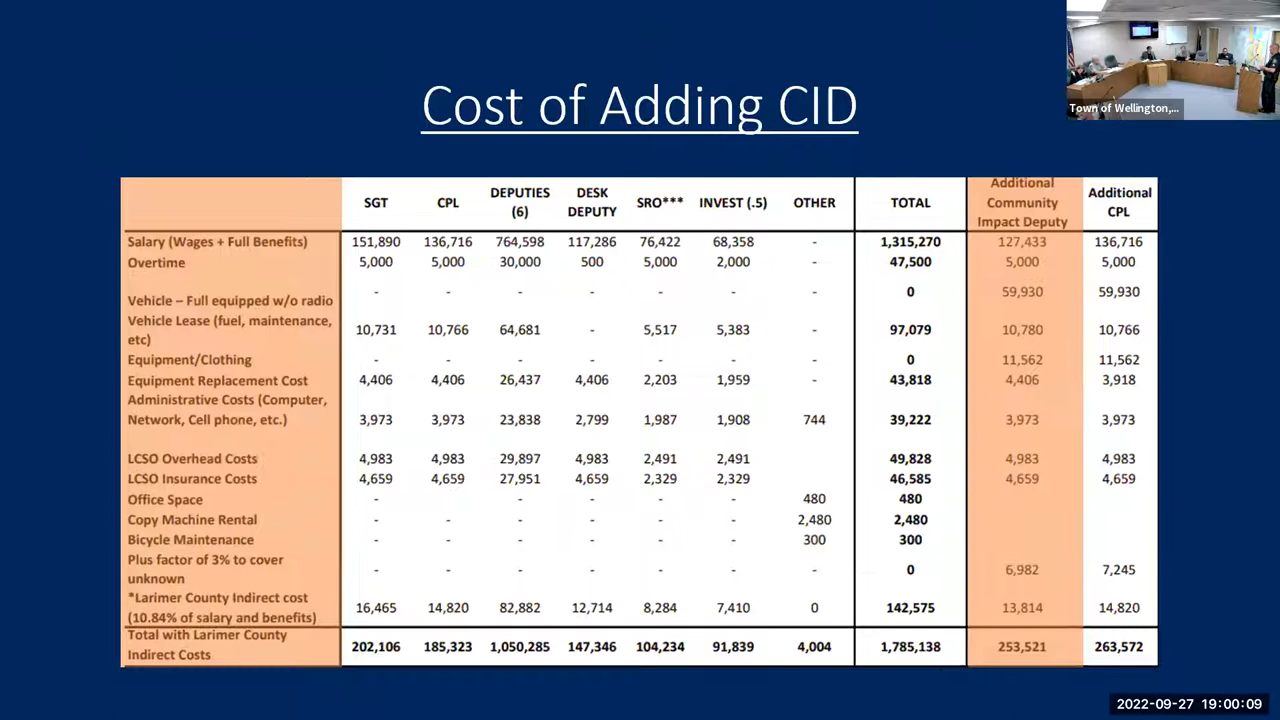 Town of Wellington,...
Cost of Adding CID
SGT CPL DEPUTIES (6) DESK DEPUTY SRO*** INVEST (.5) OTHER TOTAL Additional Community Impact Deputy Additional CPL
Salary (Wages + Full Benefits) 151,890 136,716 764,598 117,286 76,422 68,358 - 1,315,270 127,433 136,716
Overtime 5,000 5,000 30,000 500 5,000 2,000 - 47,500 5,000 5,000
Vehicle – Full equipped w/o radio - - - - - - - 0 59,930 59,930
Vehicle Lease (fuel, maintenance, etc) 10,731 10,766 64,681 - 5,517 5,383 - 97,079 10,780 10,766
Equipment/Clothing - - - - - - - 0 11,562 11,562
Equipment Replacement Cost 4,406 4,406 26,437 4,406 2,203 1,959 - 43,818 4,406 3,918
Administrative Costs (Computer, Network, Cell phone, etc.) 3,973 3,973 23,838 2,799 1,987 1,908 744 39,222 3,973 3,973
LCSO Overhead Costs 4,983 4,983 29,897 4,983 2,491 2,491 49,828 4,983 4,983
LCSO Insurance Costs 4,659 4,659 27,951 4,659 2,329 2,329 46,585 4,659 4,659
Office Space - - - - - - 480 480
Copy Machine Rental - - - - - - 2,480 2,480
Bicycle Maintenance - - - - - - 300 300
Plus factor of 3% to cover unknown - - - - - - - 0 6,982 7,245
*Larimer County Indirect cost (10.84% of salary and benefits) 16,465 14,820 82,882 12,714 8,284 7,410 0 142,575 13,814 14,820
Total with Larimer County Indirect Costs 202,106 185,323 1,050,285 147,346 104,234 91,839 4,004 1,785,138 253,521 263,572
2022-09-27 19:00:09